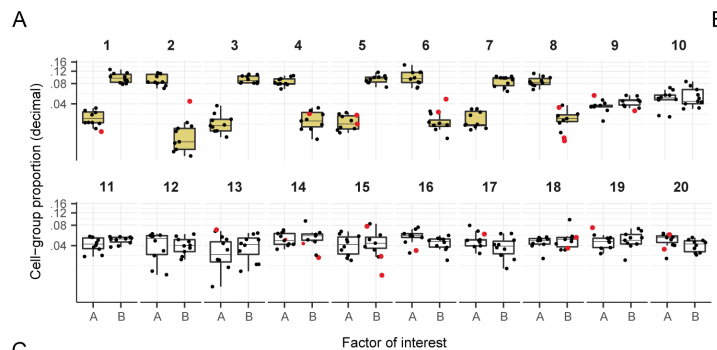 A
B
1 2 3 4 5 6 7 8 9 10
.16
.12
.08
.04
11 12 13 14 15 16 17 18 19 20
.16
.12
.08
.04
Cell−group proportion (decimal)
A B A B A B A B A B A B A B A B A B A B
Factor of interest
C